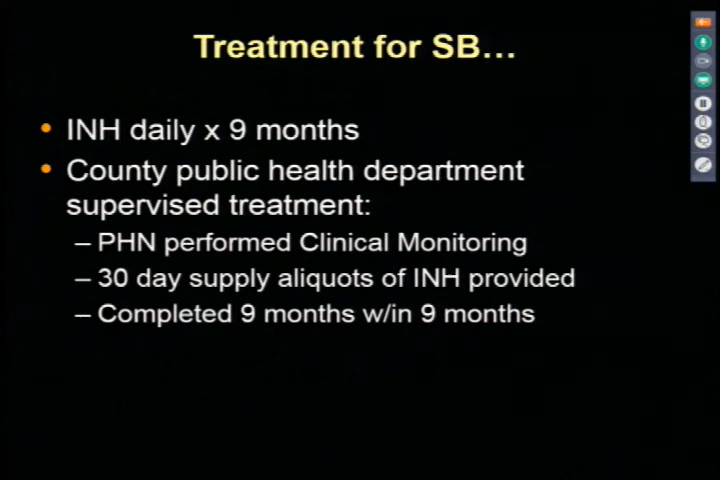 Treatment for SB…
• INH daily x 9 months
• County public health department
supervised treatment:
– PHN performed Clinical Monitoring
– 30 day supply aliquots of INH provided
– Completed 9 months w/in 9 months